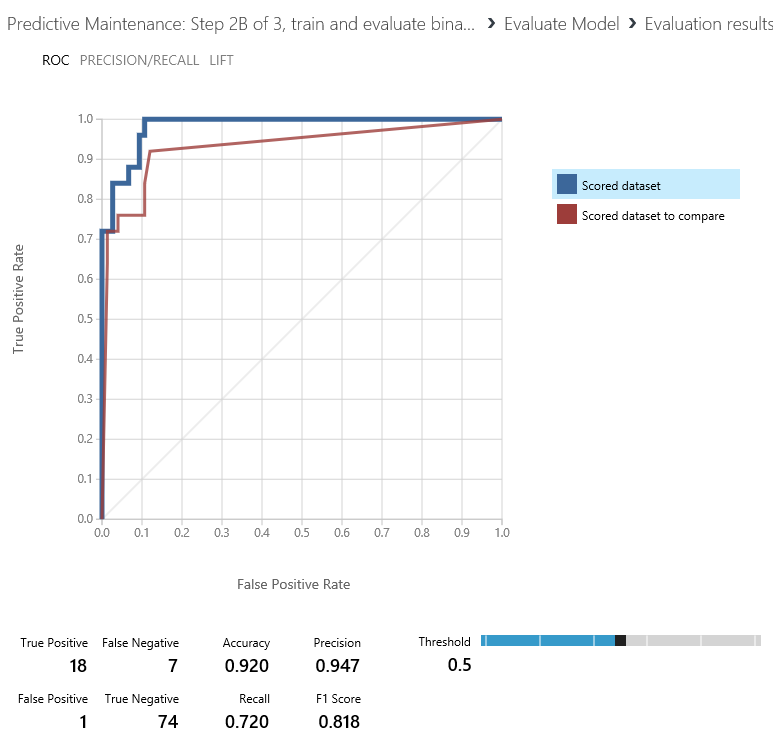 Predictive Maintenance: Step 2B of 3, train and evaluate bina... › Evaluate Model › Evaluation results
ROC PRECISION/RECALL LIFT
1.0
0.9
0.8
0.7
0.6
0.5
0.4
0.3
0.2
0.1
0.0
True Positive Rate
0.0 0.1 0.2 0.3 0.4 0.5 0.6 0.7 0.8 0.9 1.0
False Positive Rate
Scored dataset
Scored dataset to compare
True Positive False Negative Accuracy Precision Threshold
18 7 0.920 0.947 0.5
False Positive True Negative Recall F1 Score
1 74 0.720 0.818